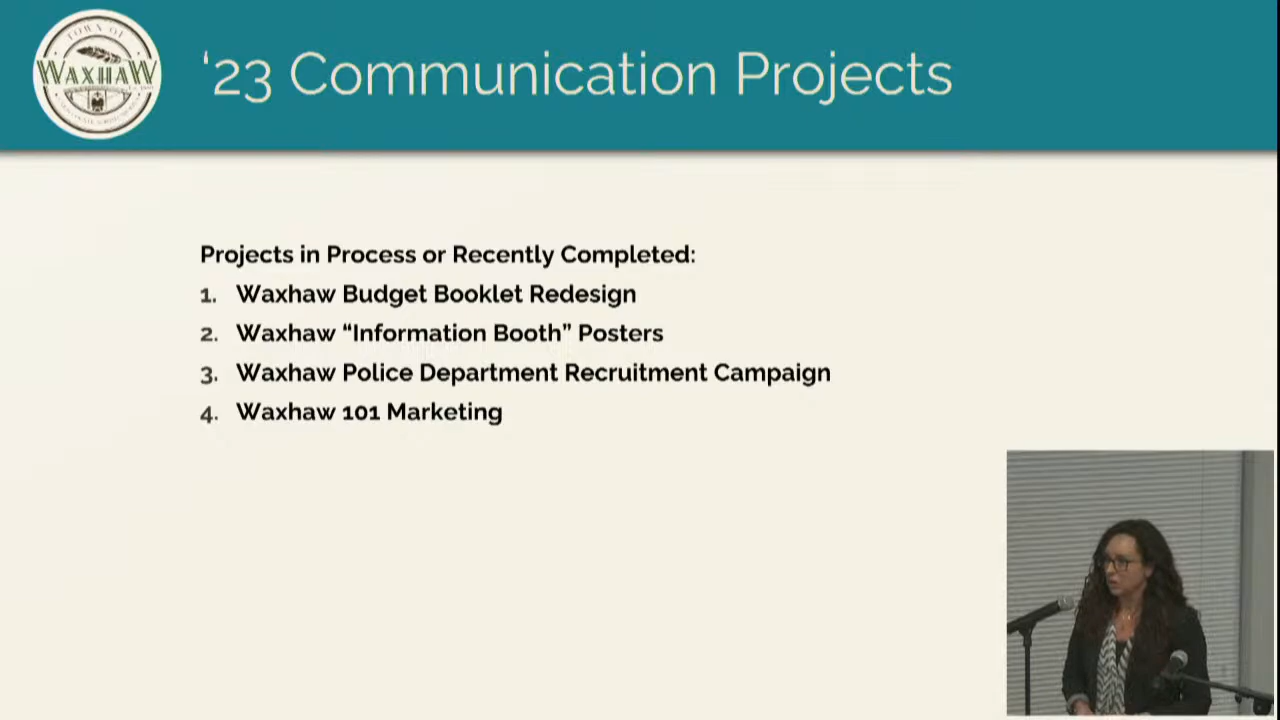 TOWN OF
WAXHAW
‘23 Communication Projects
Projects in Process or Recently Completed:
1. Waxhaw Budget Booklet Redesign
2. Waxhaw “Information Booth” Posters
3. Waxhaw Police Department Recruitment Campaign
4. Waxhaw 101 Marketing